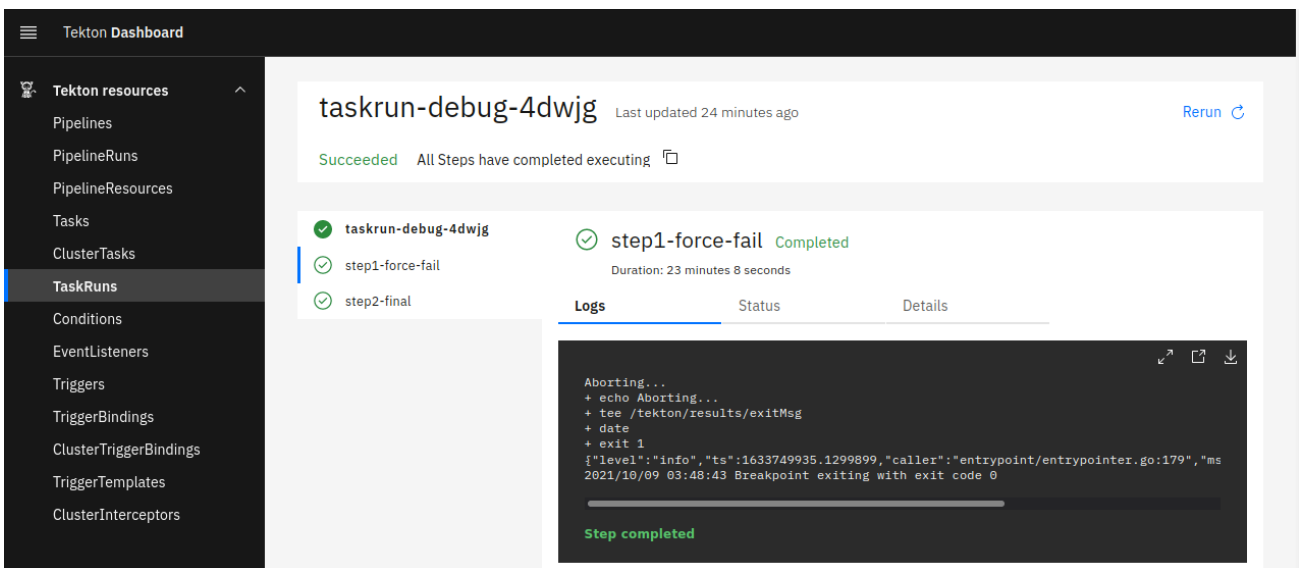 Tekton Dashboard
Tekton resources
Pipelines
PipelineRuns
PipelineResources
Tasks
ClusterTasks
TaskRuns
Conditions
EventListeners
Triggers
TriggerBindings
ClusterTriggerBindings
TriggerTemplates
ClusterInterceptors
taskrun-debug-4dwjg Last updated 24 minutes ago Rerun
Succeeded All Steps have completed executing
taskrun-debug-4dwjg
step1-force-fail
step2-final
step1-force-fail Completed
Duration: 23 minutes 8 seconds
Logs Status Details
Aborting...
+ echo Aborting...
+ tee /tekton/results/exitMsg
+ date
+ exit 1
{"level":"info","ts":1633749935.1299899,"caller":"entrypoint/entrypointer.go:179","ms
2021/10/09 03:48:43 Breakpoint exiting with exit code 0
Step completed